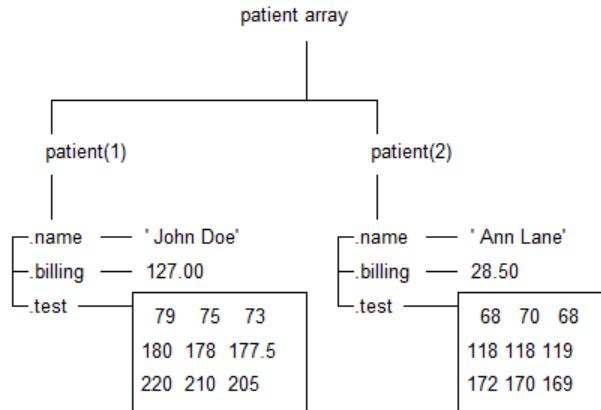 patient array
patient(1)
.name ' John Doe'
.billing 127.00
.test
79 75 73
180 178 177.5
220 210 205
patient(2)
.name ' Ann Lane'
.billing 28.50
.test
68 70 68
118 118 119
172 170 169